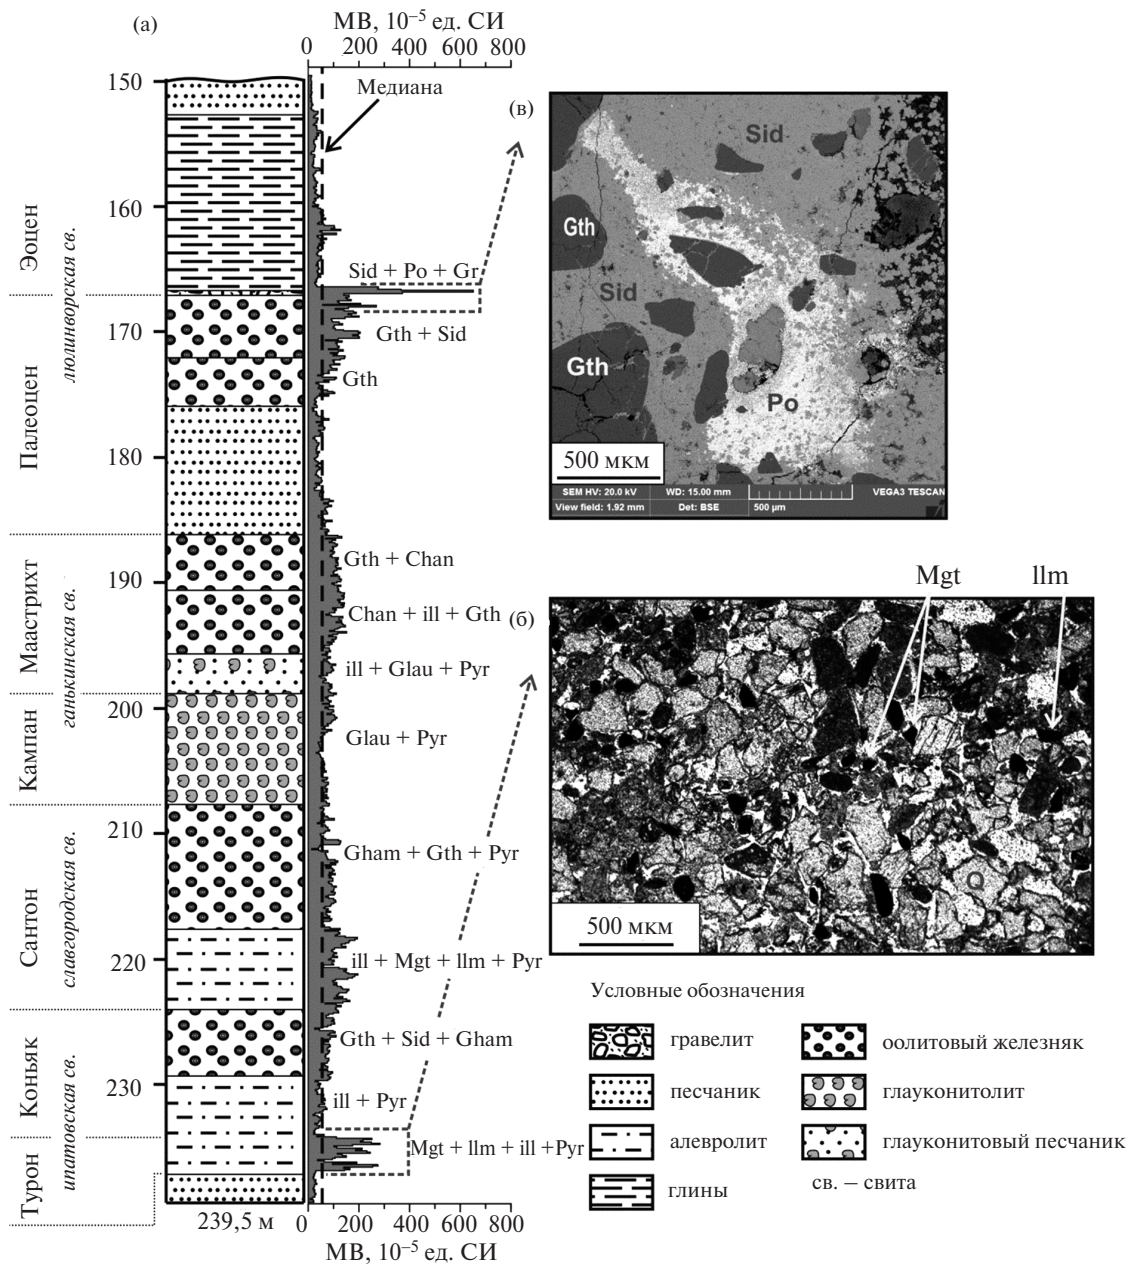 (а)
МВ, 10–5 ед. СИ
0 200 400 600 800
Медиана
150
160
170
180
190
200
210
220
230
239,5 м
Эоцен
Палеоцен
Маастрихт
Кампан
Сантон
Коньяк
Турон
люлинворская св.
ганькинская св.
славгородская св.
ипатовская св.
Sid + Po + Gr
Gth + Sid
Gth
Gth + Chan
Chan + ill + Gth
ill + Glau + Pyr
Glau + Pyr
Gham + Gth + Pyr
ill + Mgt + llm + Pyr
Gth + Sid + Gham
ill + Pyr
Mgt + llm + ill +Pyr
0 200 400 600 800
МВ, 10–5 ед. СИ
(в)
Sid
Gth
Sid
Gth
Po
500 мкм
SEM HV: 20.0 kV WD: 15.00 mm VEGA3 TESCAN
View field: 1.92 mm Det: BSE 500 µm
(б)
Mgt llm
Q
500 мкм
Условные обозначения
гравелит
оолитовый железняк
песчаник
глауконитолит
алевролит
глауконитовый песчаник
глины
св. – свита